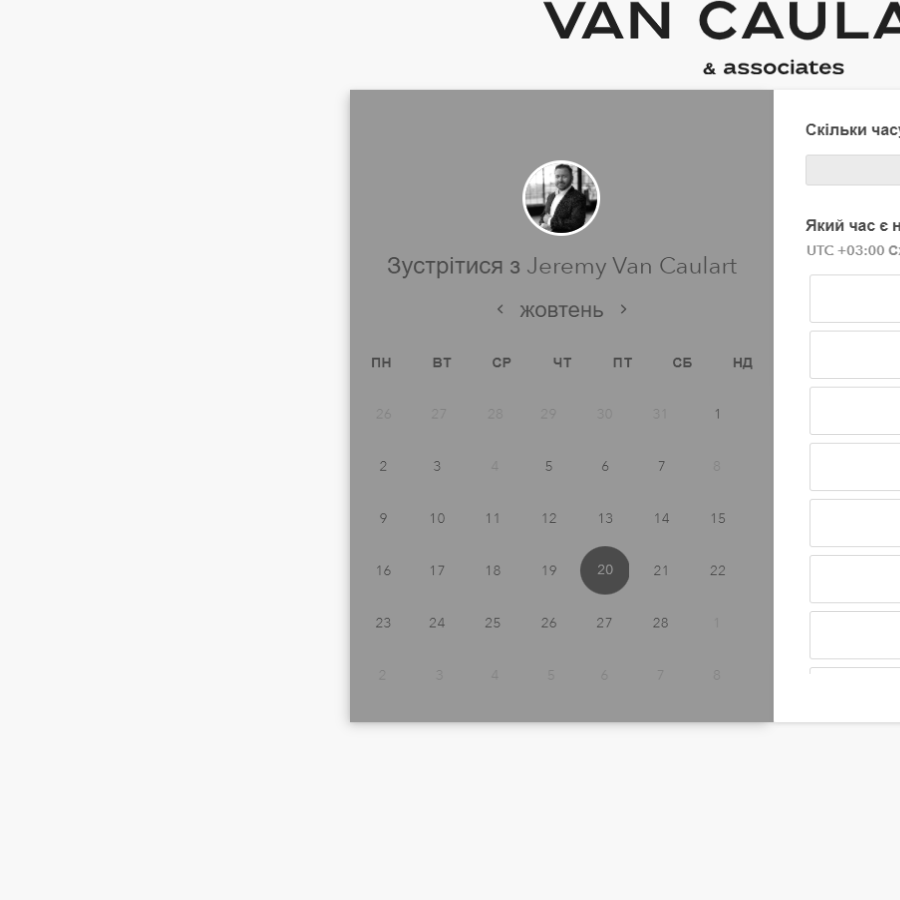 VAN CAULA
& associates
Зустрітися з Jeremy Van Caulart
жовтень
ПН ВТ СР ЧТ ПТ СБ НД
26 27 28 29 30 31 1
2 3 4 5 6 7 8
9 10 11 12 13 14 15
16 17 18 19 20 21 22
23 24 25 26 27 28 1
2 3 4 5 6 7 8
Скільки часу
Який час є н
UTC +03:00